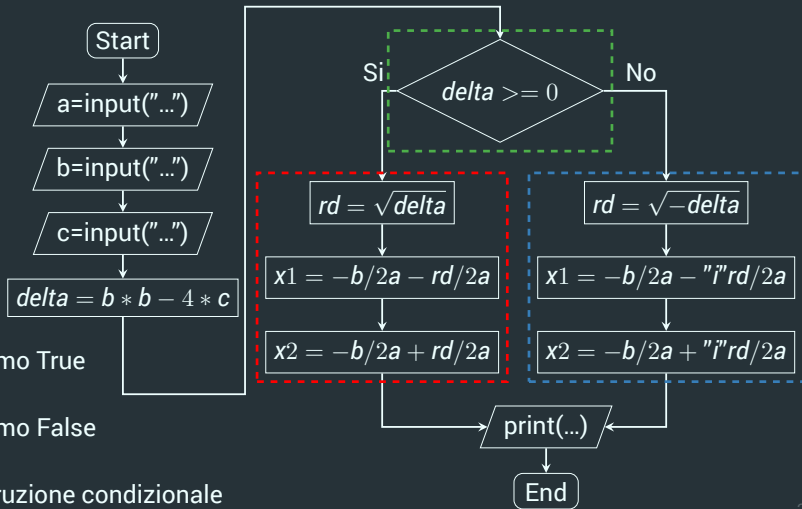 Start
a=input("...")
b=input("...")
c=input("...")
delta = b ∗ b − 4 ∗ c
delta >= 0
Si
No
rd = √delta
x1 = −b/2a − rd/2a
x2 = −b/2a + rd/2a
rd = √−delta
x1 = −b/2a − "i"rd/2a
x2 = −b/2a + "i"rd/2a
print(...)
End
mo True
mo False
ruzione condizionale